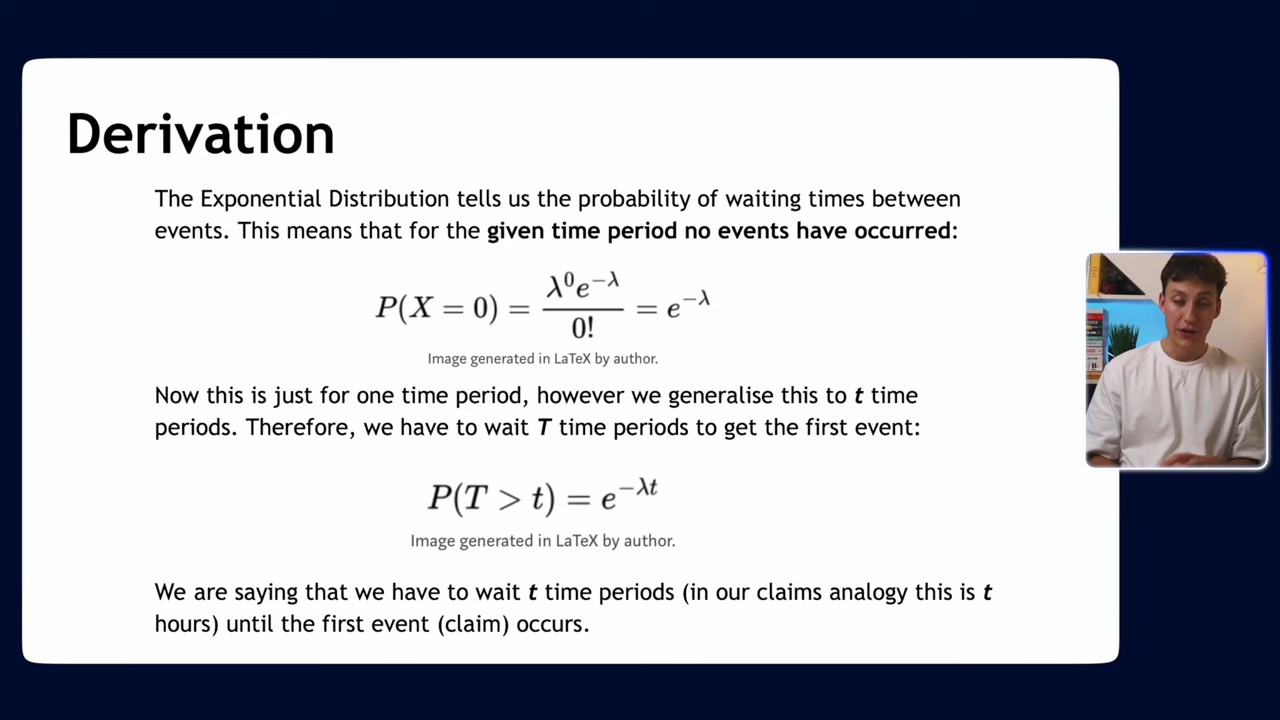 Derivation
The Exponential Distribution tells us the probability of waiting times between
events. This means that for the given time period no events have occurred:
P(X = 0) = \frac{λ^0 e^{-λ}}{0!} = e^{-λ}
Image generated in LaTeX by author.
Now this is just for one time period, however we generalise this to t time
periods. Therefore, we have to wait T time periods to get the first event:
P(T > t) = e^{-λt}
Image generated in LaTeX by author.
We are saying that we have to wait t time periods (in our claims analogy this is t
hours) until the first event (claim) occurs.